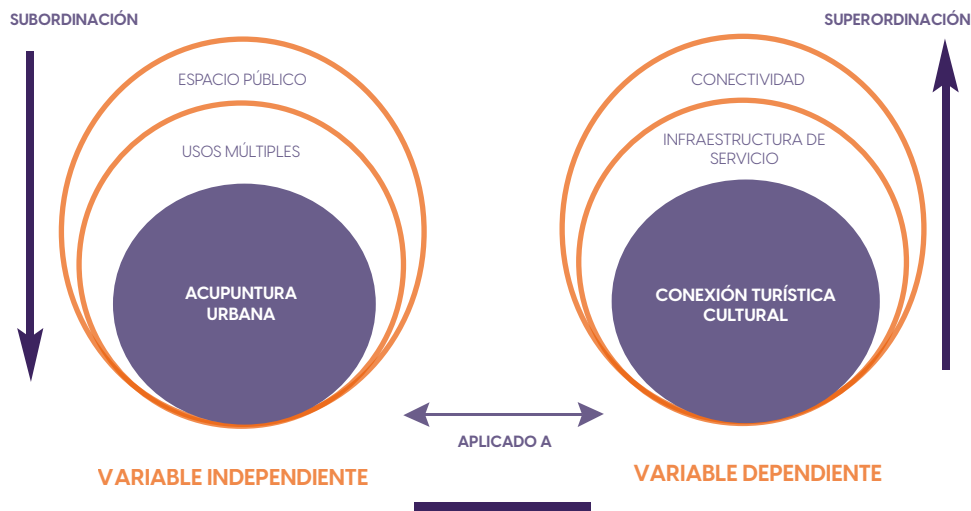 SUBORDINACIÓN
SUPERORDINACIÓN
ESPACIO PÚBLICO
USOS MÚLTIPLES
ACUPUNTURA
URBANA
CONECTIVIDAD
INFRAESTRUCTURA DE
SERVICIO
CONEXIÓN TURÍSTICA
CULTURAL
APLICADO A
VARIABLE INDEPENDIENTE
VARIABLE DEPENDIENTE